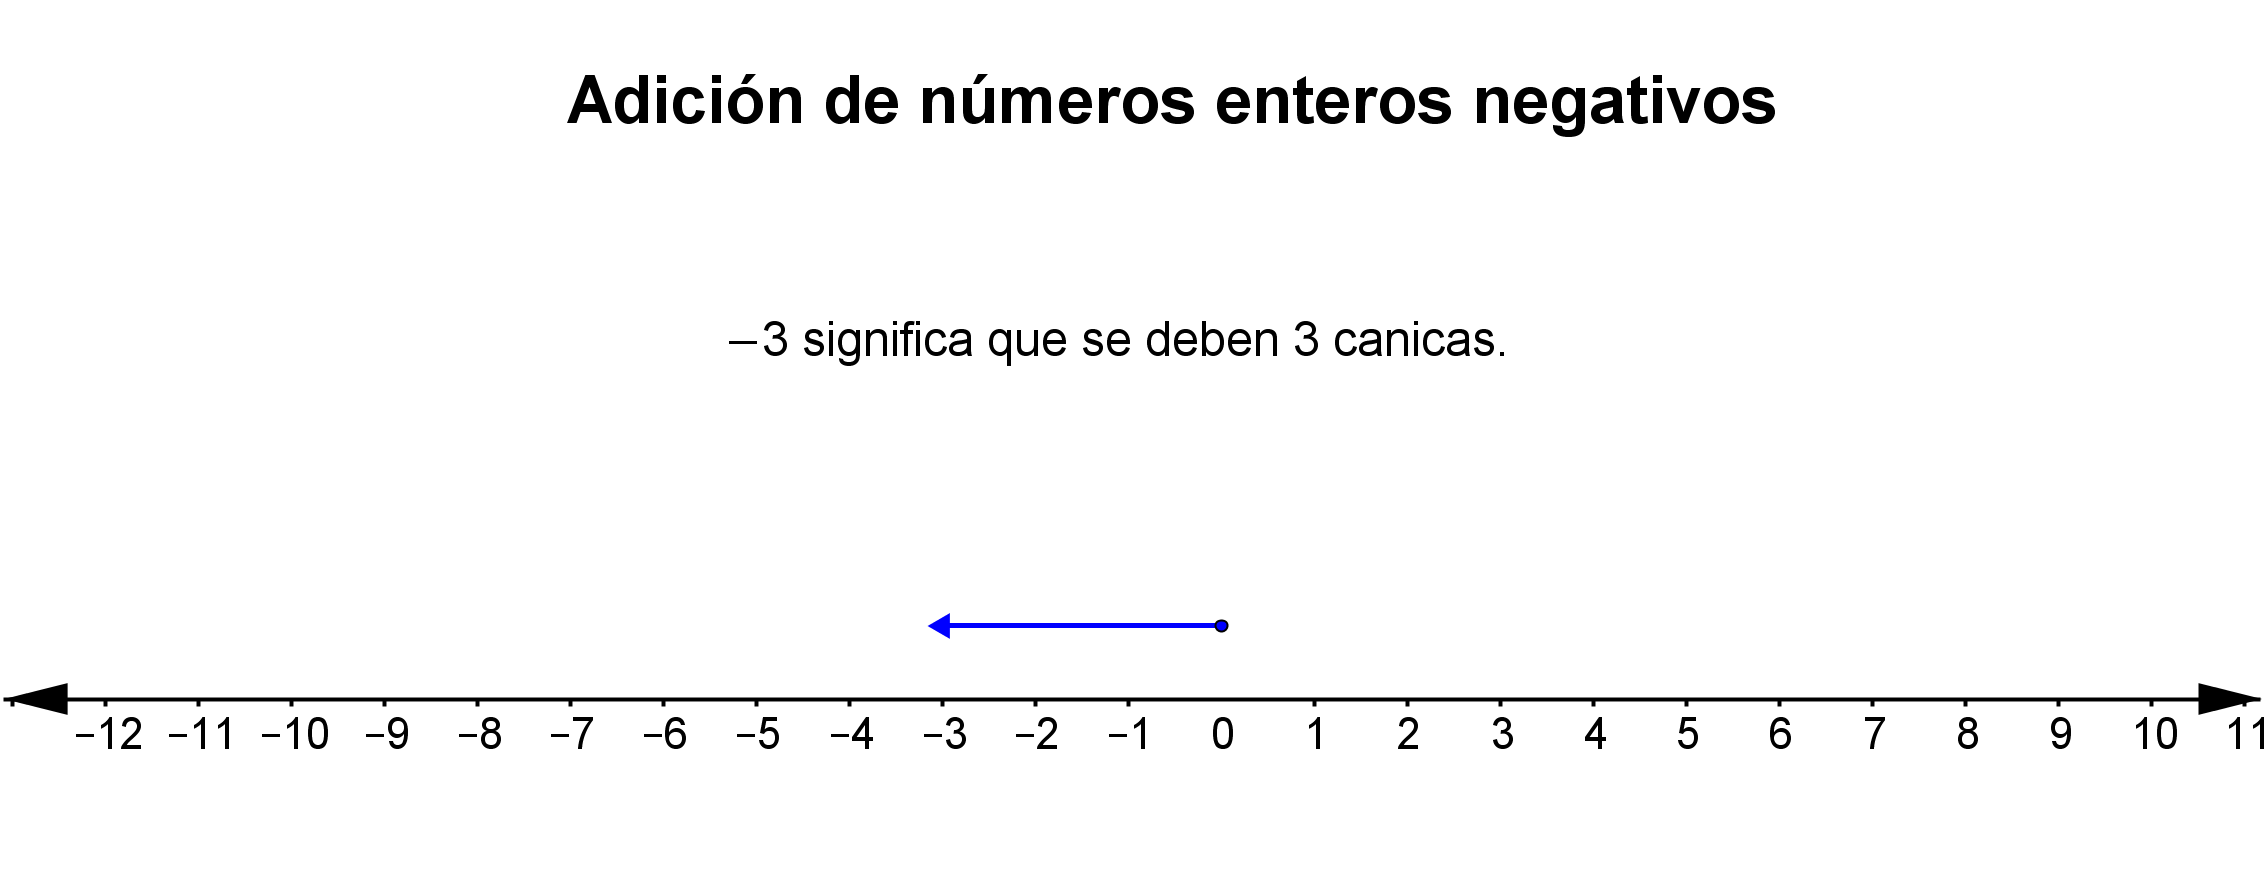 Adición de números enteros negativos
−3 significa que se deben 3 canicas.
−12 −11 −10 −9 −8 −7 −6 −5 −4 −3 −2 −1 0 1 2 3 4 5 6 7 8 9 10 11